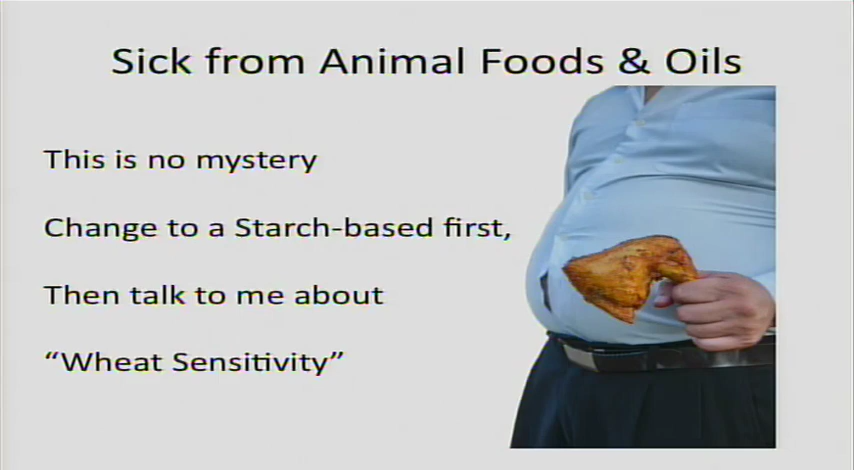 Sick from Animal Foods & Oils
This is no mystery
Change to a Starch-based first,
Then talk to me about
“Wheat Sensitivity”